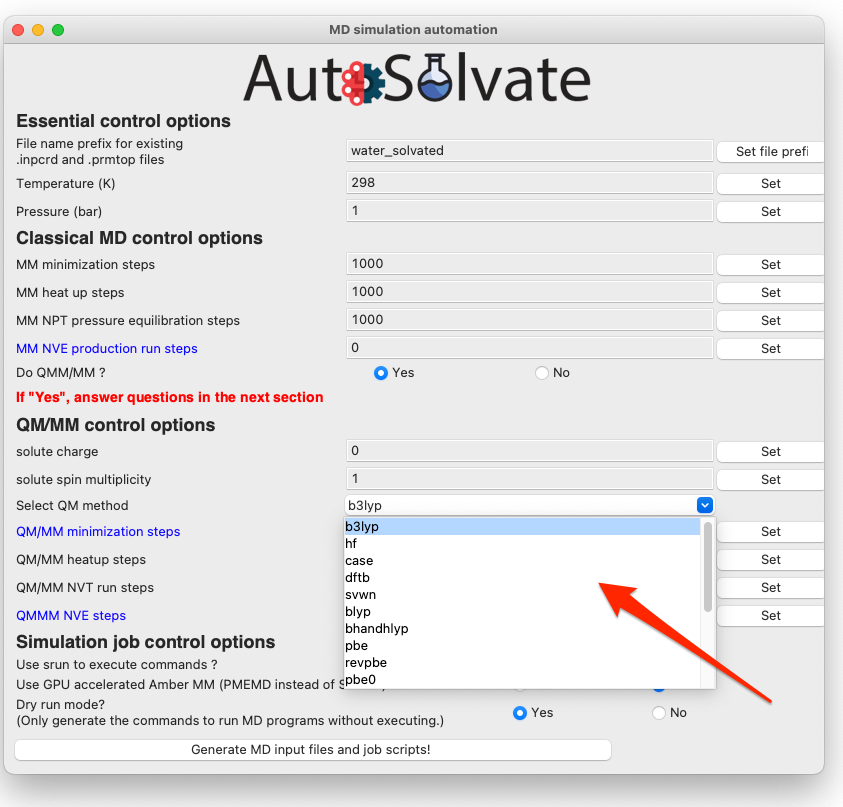 MD simulation automation
AutoSolvate
Essential control options
File name prefix for existing
.inpcrd and .prmtop files
water_solvated
Set file prefi
Temperature (K)
298
Set
Pressure (bar)
1
Set
Classical MD control options
MM minimization steps
1000
Set
MM heat up steps
1000
Set
MM NPT pressure equilibration steps
1000
Set
MM NVE production run steps
0
Set
Do QMM/MM ?
Yes
No
If "Yes", answer questions in the next section
QM/MM control options
solute charge
0
Set
solute spin multiplicity
1
Set
Select QM method
b3lyp
b3lyp
hf
case
dftb
svwn
blyp
bhandhlyp
pbe
revpbe
pbe0
QM/MM minimization steps
Set
QM/MM heatup steps
Set
QM/MM NVT run steps
Set
QMMM NVE steps
Set
Simulation job control options
Use srun to execute commands ?
Use GPU accelerated Amber MM (PMEMD instead of
Dry run mode?
(Only generate the commands to run MD programs without executing.)
Yes
No
Generate MD input files and job scripts!